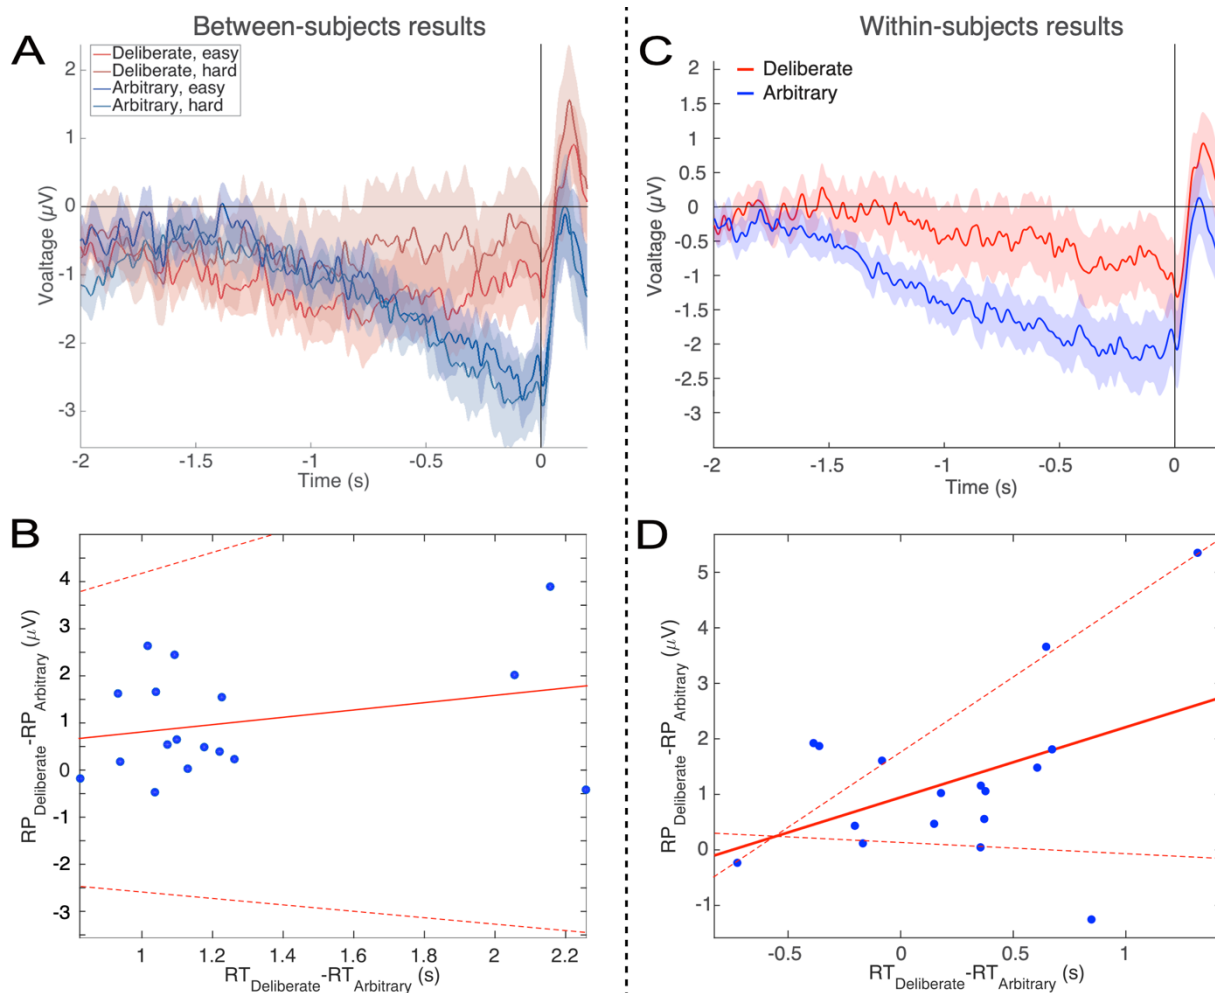 Between-subjects results
A
Deliberate, easy
Deliberate, hard
Arbitrary, easy
Arbitrary, hard
2
1
0
-1
-2
-3
Voaltage (μV)
-2
-1.5
-1
-0.5
0
Time (s)
Within-subjects results
C
Deliberate
Arbitrary
2
1.5
1
0.5
0
-0.5
-1
-1.5
-2
-2.5
-3
Voaltage (μV)
-2
-1.5
-1
-0.5
0
Time (s)
B
4
3
2
1
0
-1
-2
-3
RPDeliberate-RPArbitrary (μV)
1
1.2
1.4
1.6
1.8
2
2.2
RTDeliberate-RTArbitrary (s)
D
5
4
3
2
1
0
-1
RPDeliberate-RPArbitrary (μV)
-0.5
0
0.5
1
RTDeliberate-RTArbitrary (s)